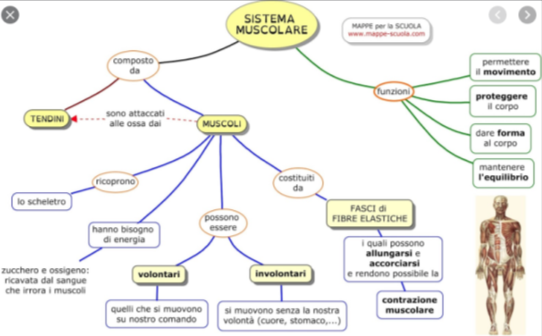 SISTEMA
MUSCOLARE
MAPPE per la SCUOLA
www.mappe-scuola.com
composto
da
funzioni
permettere
il movimento
proteggere
il corpo
dare forma
al corpo
mantenere
l'equilibrio
TENDINI
sono attaccati
alle ossa dai
MUSCOLI
ricoprono
lo scheletro
hanno bisogno
di energia
zucchero e ossigeno:
ricavata dal sangue
che irrora i muscoli
possono
essere
volontari
quelli che si muovono
su nostro comando
involontari
si muovono senza la nostra
volontà (cuore, stomaco,...)
costituiti
da
FASCI di
FIBRE ELASTICHE
i quali possono
allungarsi e
accorciarsi
e rendono possibile la
contrazione
muscolare